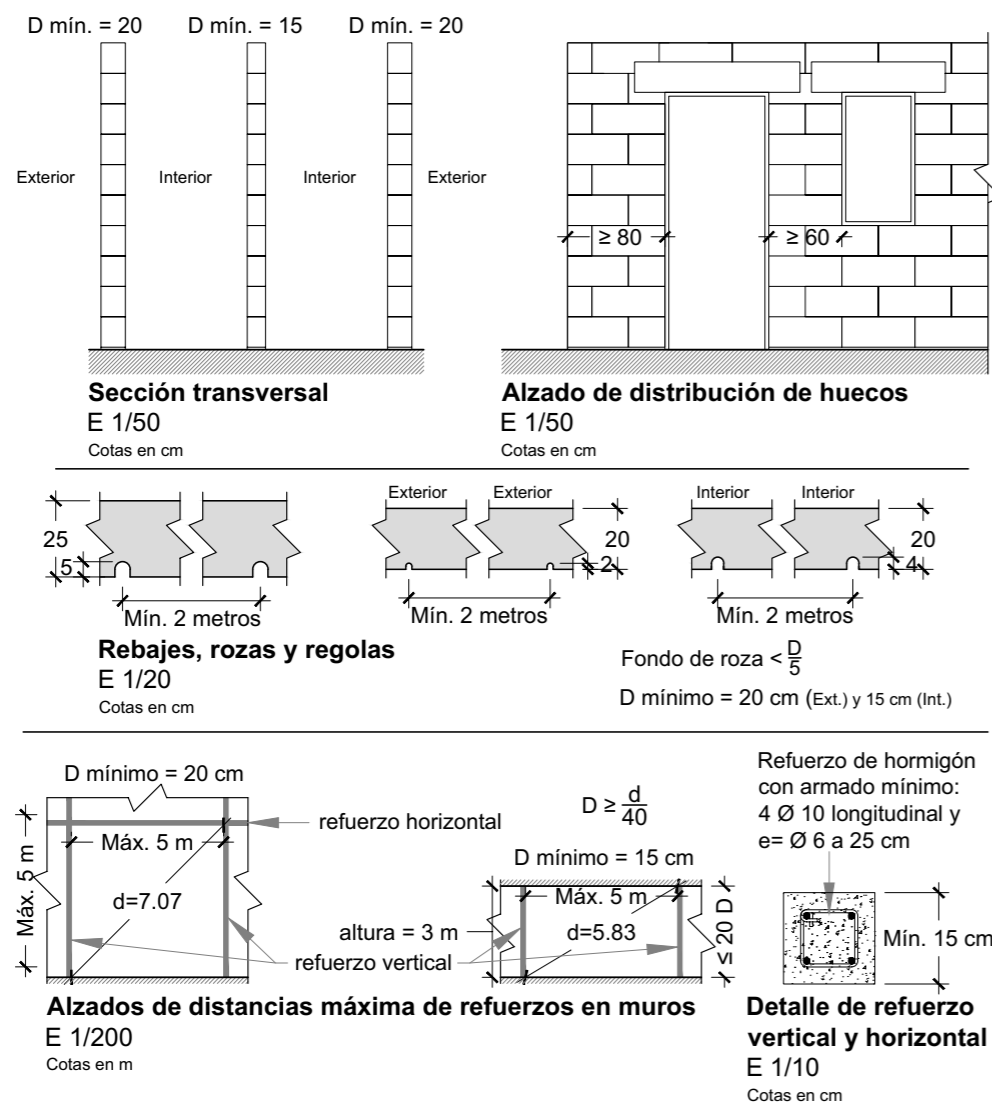 D mín. = 20 D mín. = 15 D mín. = 20
Exterior Interior Interior Exterior
Sección transversal
E 1/50
Cotas en cm
≥ 80 ≥ 60
Alzado de distribución de huecos
E 1/50
Cotas en cm
25
5
Mín. 2 metros
Exterior Exterior
20
2
Mín. 2 metros
Interior Interior
20
4
Mín. 2 metros
Rebajes, rozas y regolas
E 1/20
Cotas en cm
Fondo de roza < D/5
D mínimo = 20 cm (Ext.) y 15 cm (Int.)
D mínimo = 20 cm
Máx. 5 m
Máx. 5 m
d=7.07
refuerzo horizontal
refuerzo vertical
D ≥ d/40
D mínimo = 15 cm
Máx. 5 m
altura = 3 m
d=5.83
≤ 20 D
Alzados de distancias máxima de refuerzos en muros
E 1/200
Cotas en m
Refuerzo de hormigón
con armado mínimo:
4 Ø 10 longitudinal y
e= Ø 6 a 25 cm
Mín. 15 cm
Detalle de refuerzo
vertical y horizontal
E 1/10
Cotas en cm